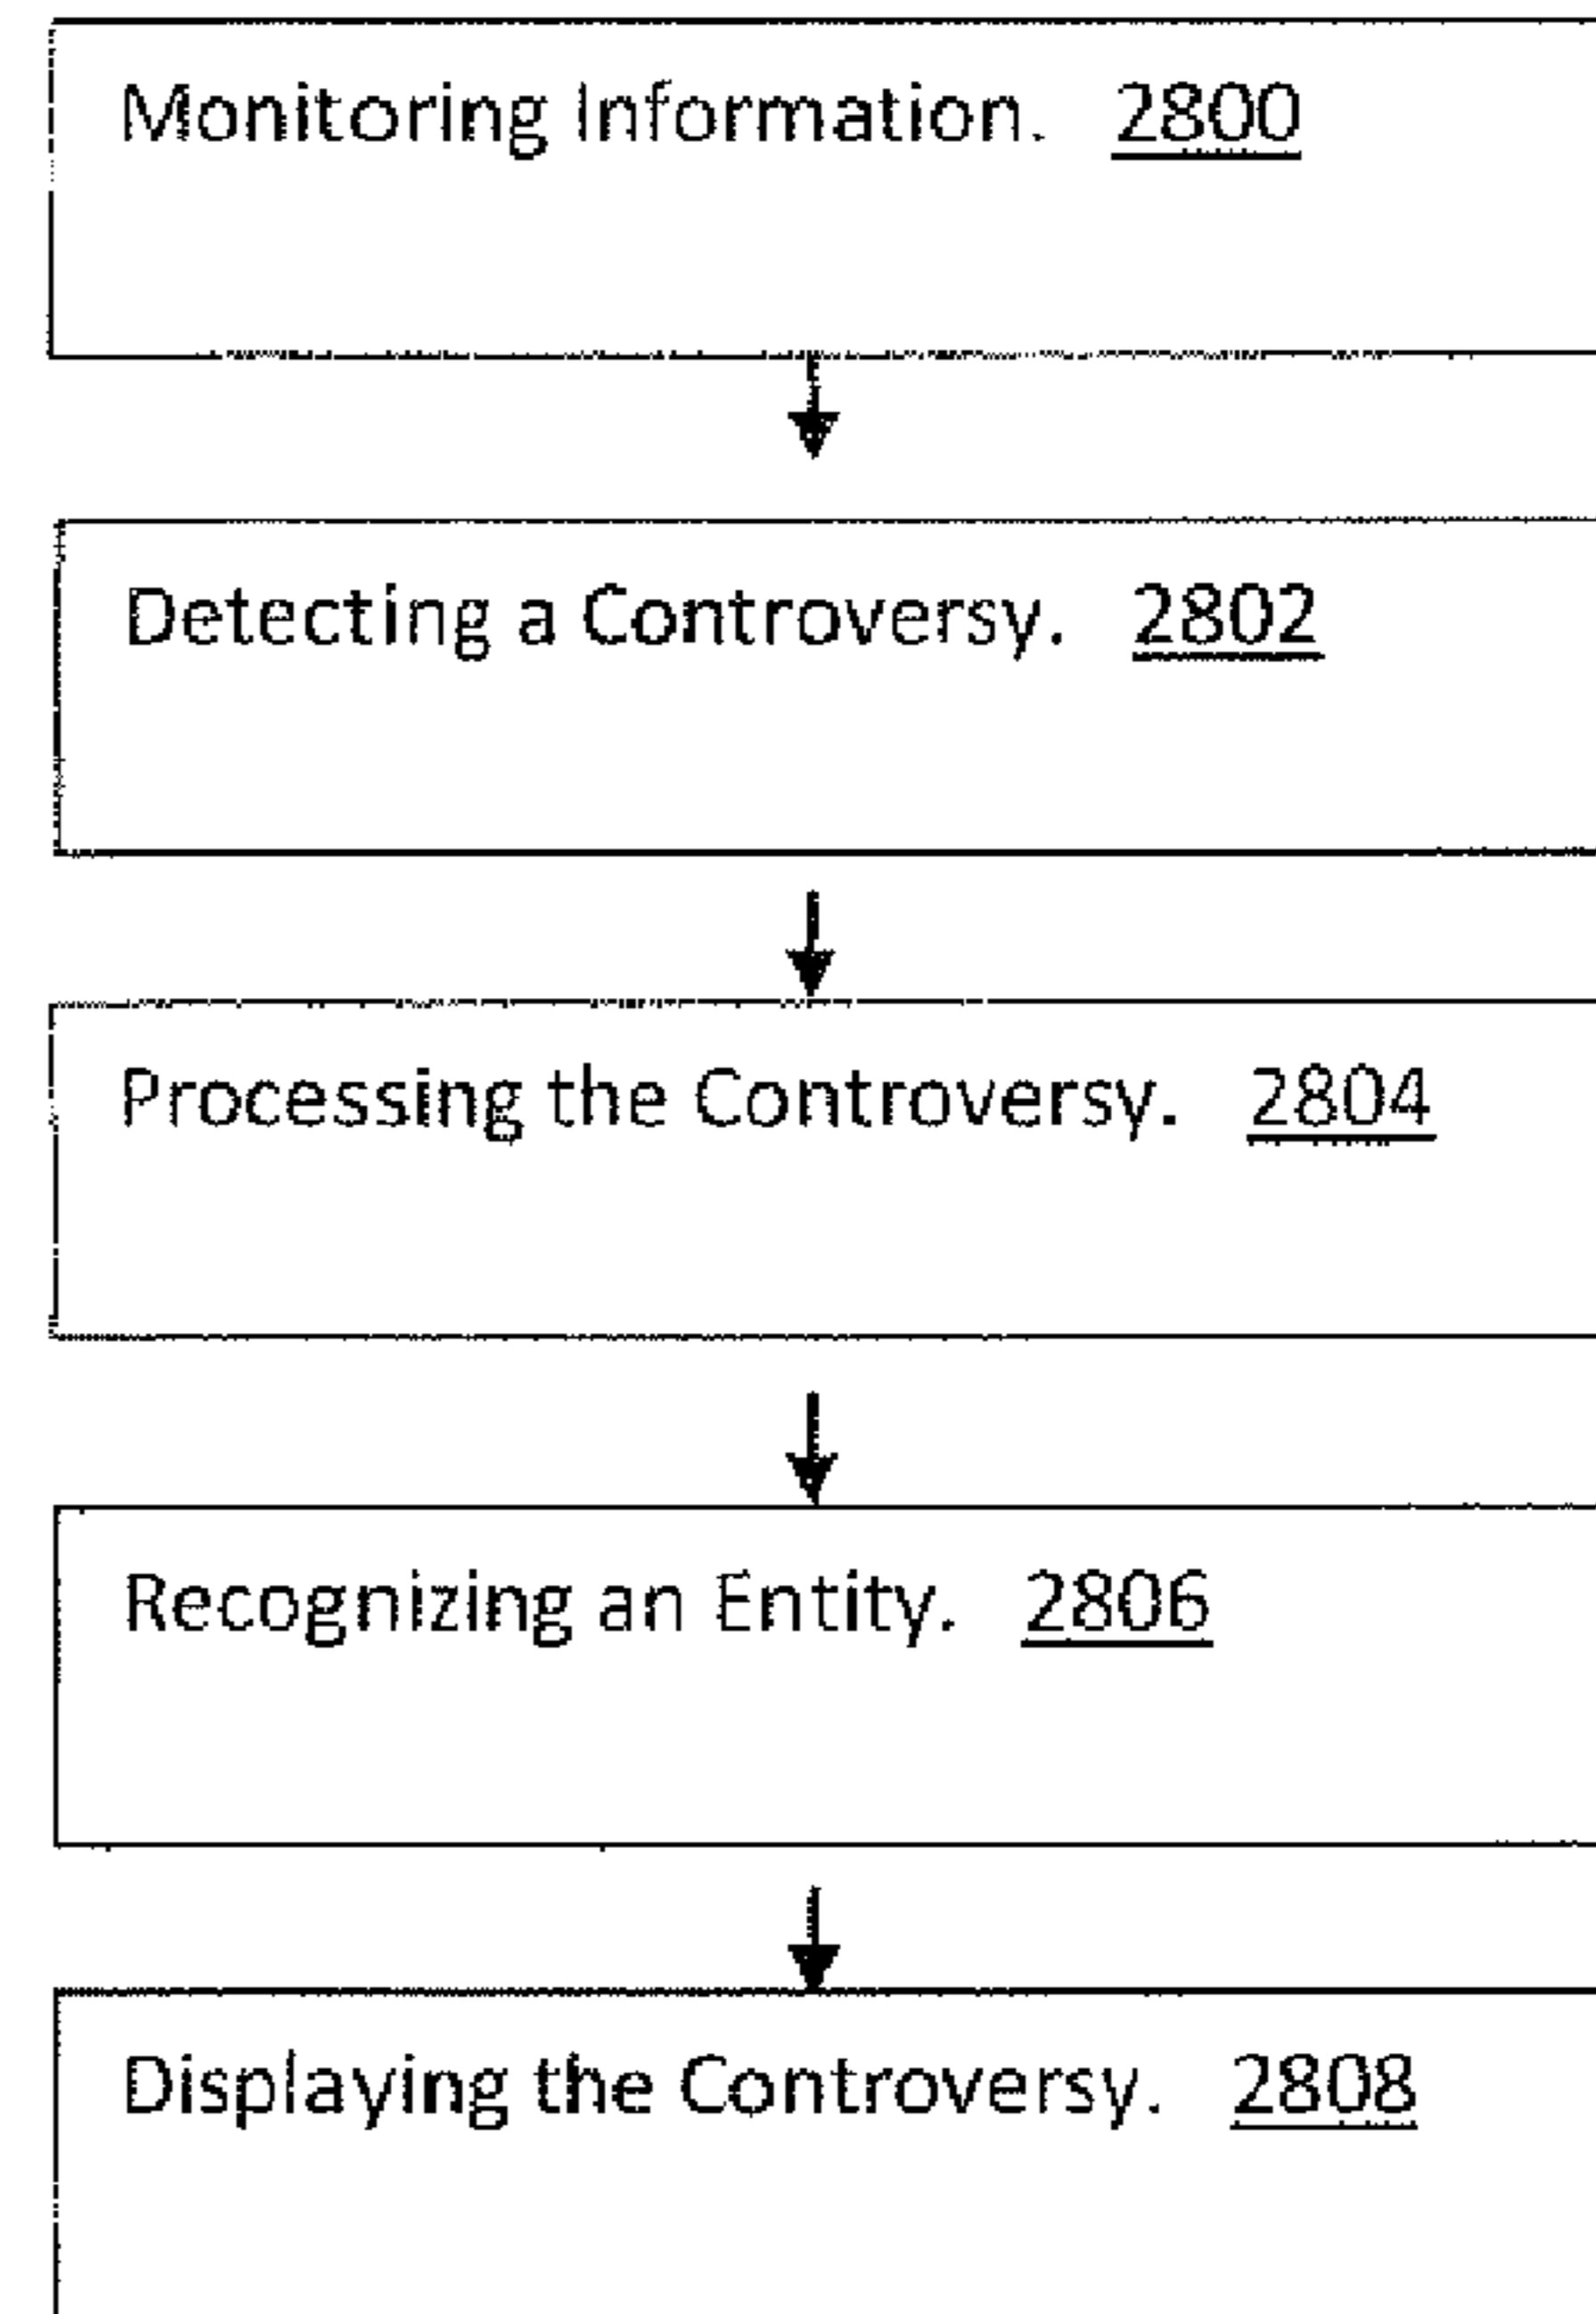 Monitoring Information. 2800
Detecting a Controversy. 2802
Processing the Controversy. 2804
Recognizing an Entity. 2806
Displaying the Controversy. 2808